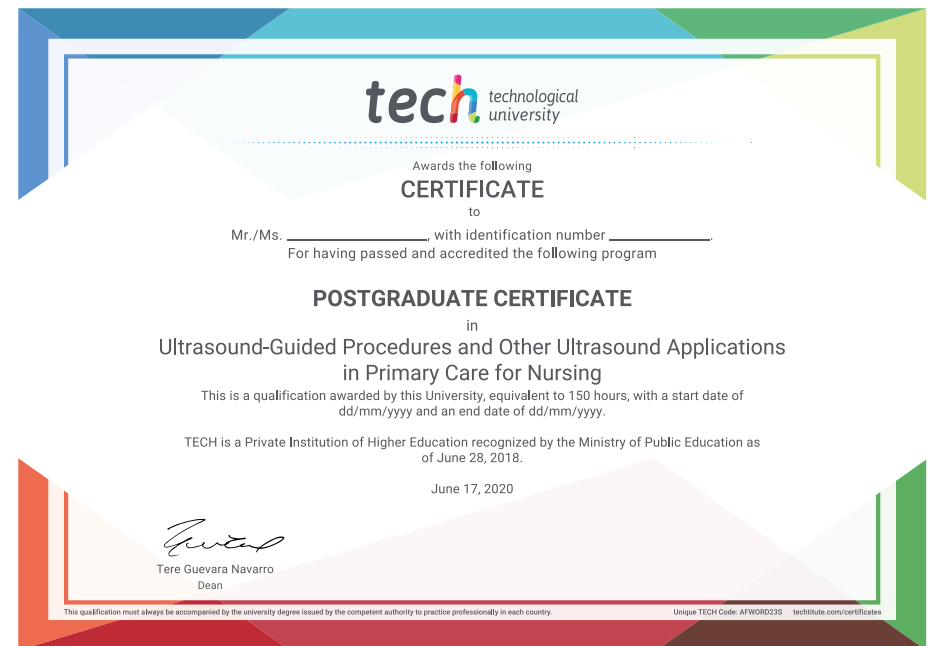 tech technological
university
Awards the following
CERTIFICATE
to
Mr./Ms. ____________________, with identification number ______________.
For having passed and accredited the following program
POSTGRADUATE CERTIFICATE
in
Ultrasound-Guided Procedures and Other Ultrasound Applications
in Primary Care for Nursing
This is a qualification awarded by this University, equivalent to 150 hours, with a start date of
dd/mm/yyyy and an end date of dd/mm/yyyy.
TECH is a Private Institution of Higher Education recognized by the Ministry of Public Education as
of June 28, 2018.
June 17, 2020
Tere Guevara Navarro
Dean
This qualification must always be accompanied by the university degree issued by the competent authority to practice professionally in each country.
Unique TECH Code: AFWORD23S techtitute.com/certificates